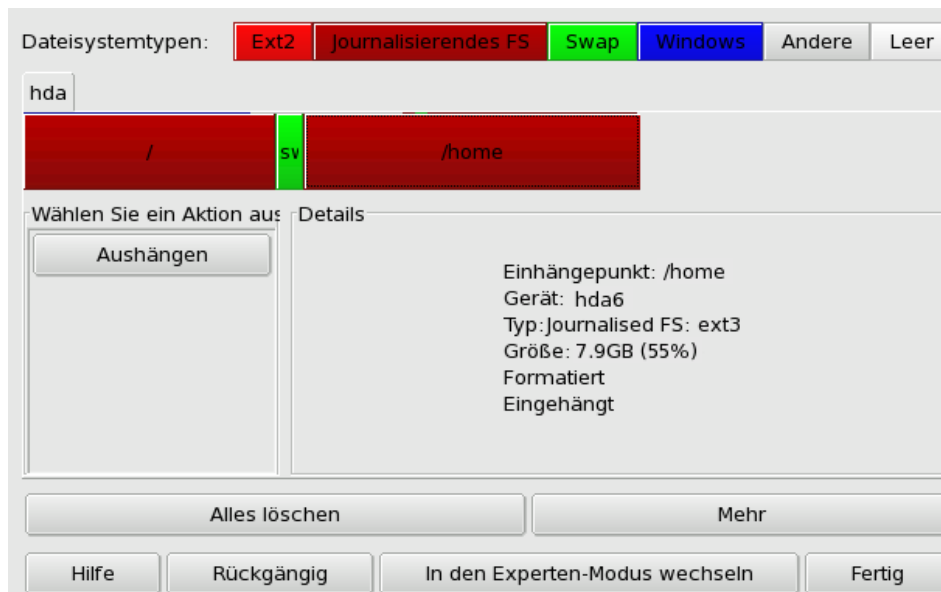 Dateisystemtypen: Ext2 Journalisierendes FS Swap Windows Andere Leer
hda
/ sw /home
Wählen Sie ein Aktion aus Details
Aushängen
Einhängepunkt: /home
Gerät: hda6
Typ:Journalised FS: ext3
Größe: 7.9GB (55%)
Formatiert
Eingehängt
Alles löschen Mehr
Hilfe Rückgängig In den Experten-Modus wechseln Fertig